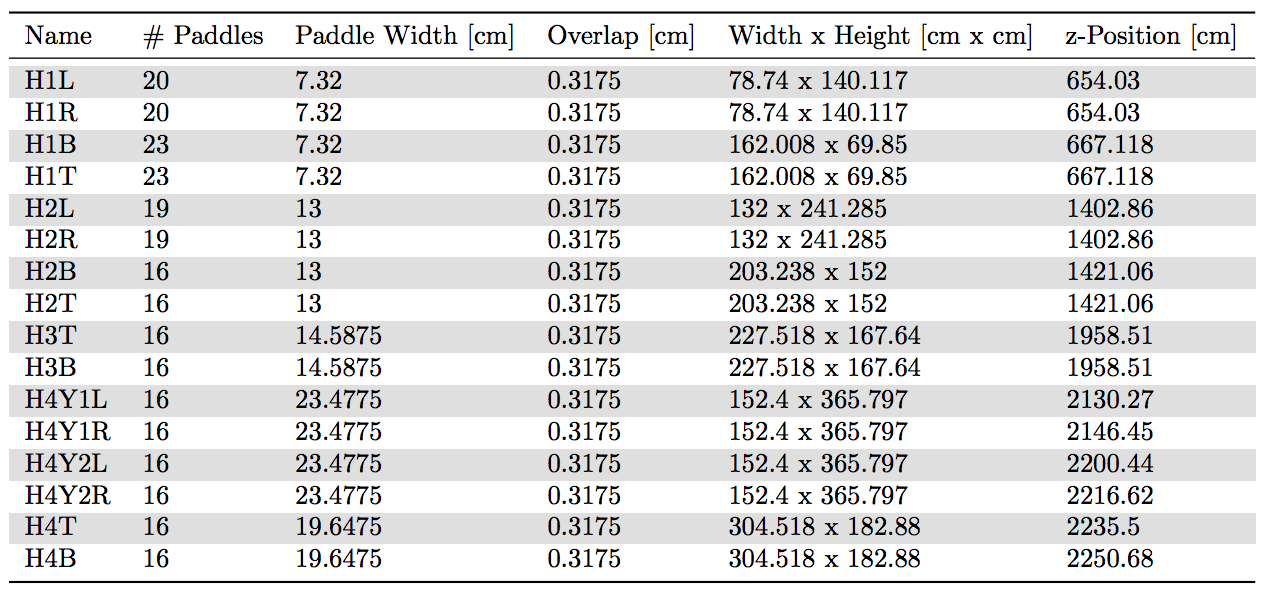 Name # Paddles Paddle Width [cm] Overlap [cm] Width x Height [cm x cm] z-Position [cm]
H1L 20 7.32 0.3175 78.74 x 140.117 654.03
H1R 20 7.32 0.3175 78.74 x 140.117 654.03
H1B 23 7.32 0.3175 162.008 x 69.85 667.118
H1T 23 7.32 0.3175 162.008 x 69.85 667.118
H2L 19 13 0.3175 132 x 241.285 1402.86
H2R 19 13 0.3175 132 x 241.285 1402.86
H2B 16 13 0.3175 203.238 x 152 1421.06
H2T 16 13 0.3175 203.238 x 152 1421.06
H3T 16 14.5875 0.3175 227.518 x 167.64 1958.51
H3B 16 14.5875 0.3175 227.518 x 167.64 1958.51
H4Y1L 16 23.4775 0.3175 152.4 x 365.797 2130.27
H4Y1R 16 23.4775 0.3175 152.4 x 365.797 2146.45
H4Y2L 16 23.4775 0.3175 152.4 x 365.797 2200.44
H4Y2R 16 23.4775 0.3175 152.4 x 365.797 2216.62
H4T 16 19.6475 0.3175 304.518 x 182.88 2235.5
H4B 16 19.6475 0.3175 304.518 x 182.88 2250.68